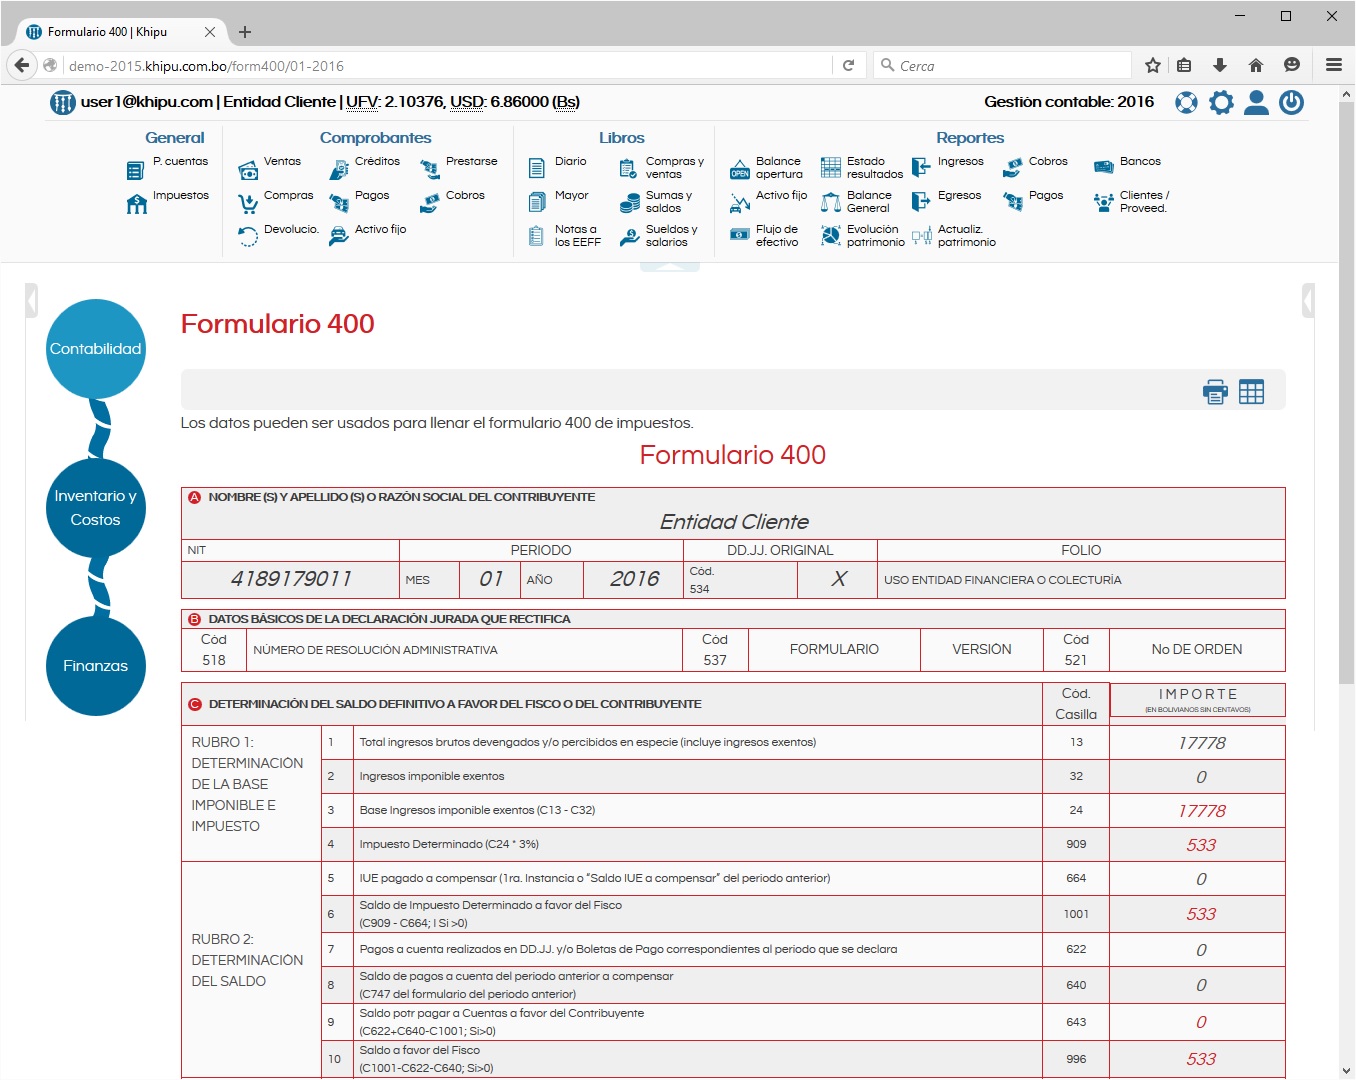 Formulario 400 | Khipu
demo-2015.khipu.com.bo/form400/01-2016
Cerca
user1@khipu.com | Entidad Cliente | UFV: 2.10376, USD: 6.86000 (Bs)
Gestión contable: 2016
General
P. cuentas
Impuestos
Comprobantes
Ventas
Créditos
Prestarse
Compras
Pagos
Cobros
Devolucio.
Activo fijo
Libros
Diario
Compras y
ventas
Mayor
Sumas y
saldos
Notas a
los EEFF
Sueldos y
salarios
Reportes
OPEN
Balance
apertura
Estado
resultados
Ingresos
Cobros
Bancos
Activo fijo
Balance
General
Egresos
Pagos
Clientes /
Proveed.
Flujo de
efectivo
Evolución
patrimonio
Actualiz.
patrimonio
Contabilidad
Inventario y
Costos
Finanzas
Formulario 400
Los datos pueden ser usados para llenar el formulario 400 de impuestos.
Formulario 400
A NOMBRE (S) Y APELLIDO (S) O RAZÓN SOCIAL DEL CONTRIBUYENTE
Entidad Cliente
NIT PERIODO DD.JJ. ORIGINAL FOLIO
4189179011 MES 01 AÑO 2016 Cód. 534 X USO ENTIDAD FINANCIERA O COLECTURÍA
B DATOS BÁSICOS DE LA DECLARACIÓN JURADA QUE RECTIFICA
Cód 518 NÚMERO DE RESOLUCIÓN ADMINISTRATIVA Cód 537 FORMULARIO VERSIÓN Cód 521 No DE ORDEN
C DETERMINACIÓN DEL SALDO DEFINITIVO A FAVOR DEL FISCO O DEL CONTRIBUYENTE
Cód. Casilla
IMPORTE
(EN BOLIVIANOS SIN CENTAVOS)
RUBRO 1:
DETERMINACIÓN
DE LA BASE
IMPONIBLE E
IMPUESTO
1 Total ingresos brutos devengados y/o percibidos en especie (incluye ingresos exentos) 13 17778
2 Ingresos imponible exentos 32 0
3 Base Ingresos imponible exentos (C13 - C32) 24 17778
4 Impuesto Determinado (C24 * 3%) 909 533
RUBRO 2:
DETERMINACIÓN
DEL SALDO
5 IUE pagado a compensar (1ra. Instancia o “Saldo IUE a compensar” del periodo anterior) 664 0
6 Saldo de Impuesto Determinado a favor del Fisco
(C909 - C664; I Si >0) 1001 533
7 Pagos a cuenta realizados en DD.JJ. y/o Boletas de Pago correspondientes al periodo que se declara 622 0
8 Saldo de pagos a cuenta del periodo anterior a compensar
(C747 del formulario del periodo anterior) 640 0
9 Saldo potr pagar a Cuentas a favor del Contribuyente
(C622+C640-C1001; Si>0) 643 0
10 Saldo a favor del Fisco
(C1001-C622-C640; Si>0) 996 533